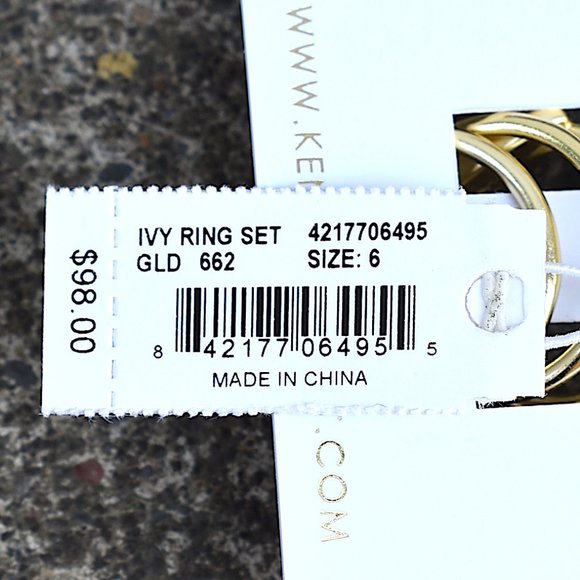 WWW.KE
.COM
IVY RING SET 4217706495
GLD 662 SIZE: 6
8 42177 06495 5
MADE IN CHINA
$98.00